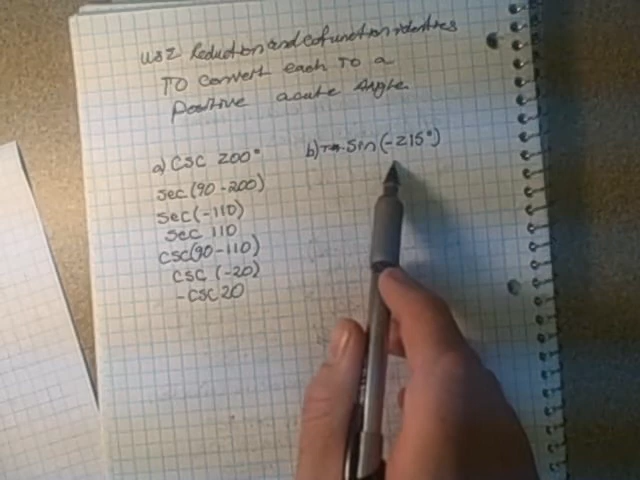 USE Reduction and cofunction identities
TO convert each TO a
Positive acute Angle
a) CSC 200°
sec(90-200)
sec(-110)
sec 110
csc(90-110)
csc (-20)
-csc 20
b) sin(-215°)